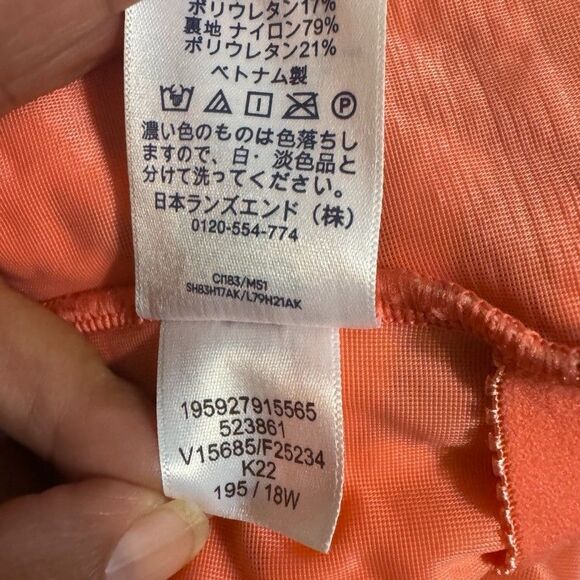 ポリウレタン17%
裏地 ナイロン79%
ポリウレタン21%
ベトナム製
濃い色のものは色落ちし
ますので、白・淡色品と
分けて洗ってください。
日本ランズエンド（株）
0120-554-774
CI183/M51
SH83H17AK/L79H21AK
195927915565
523861
V15685/F25234
K22
195 / 18W